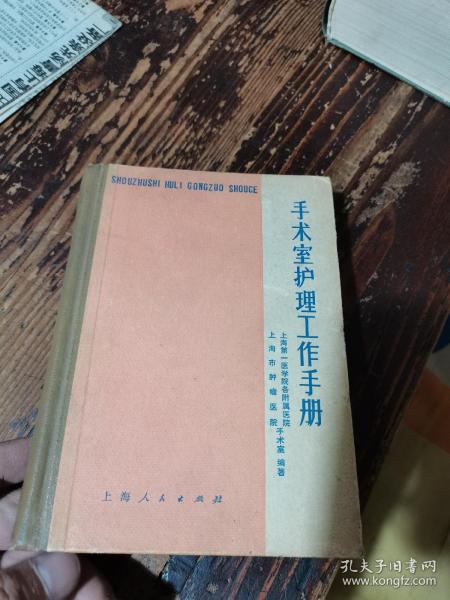 SHOUZHUSHI HULI GONGZUO SHOUCE
手术室护理工作手册
上海第一医学院各附属医院
上海市肿瘤医院
手术室 编著
上海人民出版社
孔夫子旧书网
www.kongfz.com